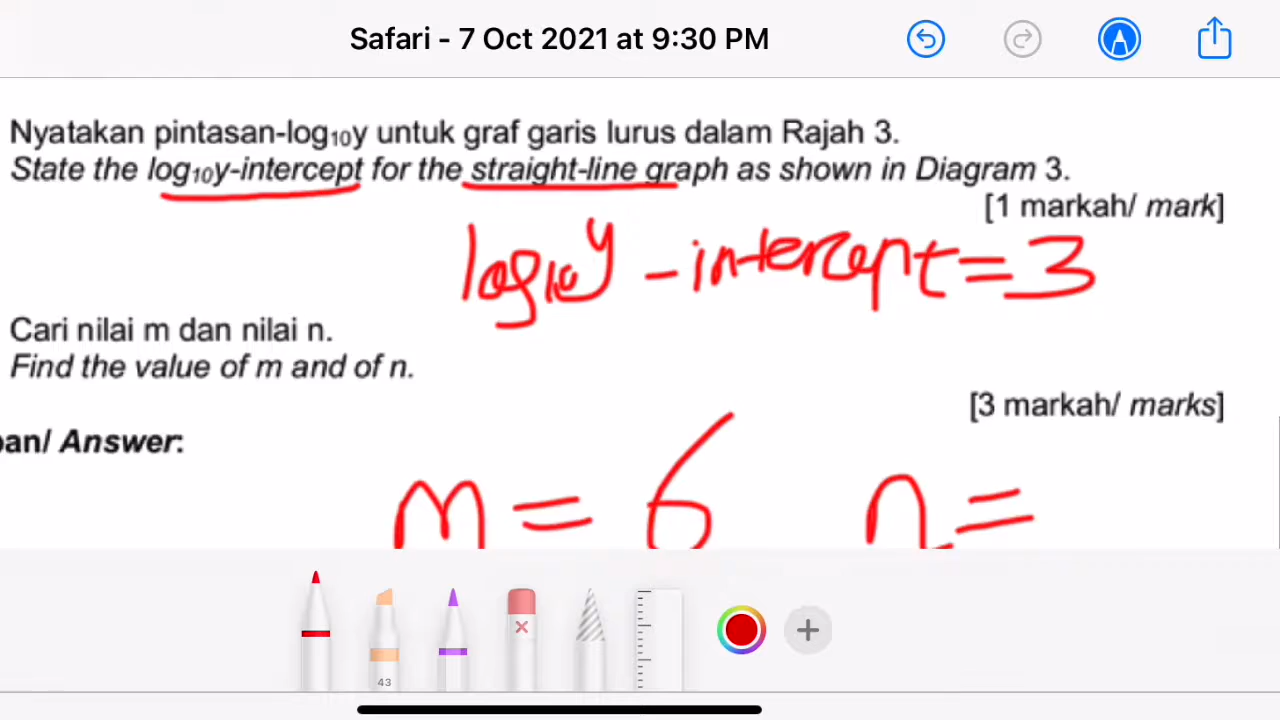 Safari - 7 Oct 2021 at 9:30 PM
Nyatakan pintasan-log₁₀y untuk graf garis lurus dalam Rajah 3.
State the log₁₀y-intercept for the straight-line graph as shown in Diagram 3.
[1 markah/ mark]
log₁₀y - intercept = 3
Cari nilai m dan nilai n.
Find the value of m and of n.
[3 markah/ marks]
pan/ Answer:
m = 6 n =
43